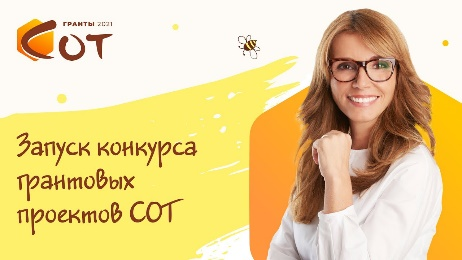 ГРАНТЫ 2021
СОТ
Запуск конкурса
грантовых
проектов СОТ